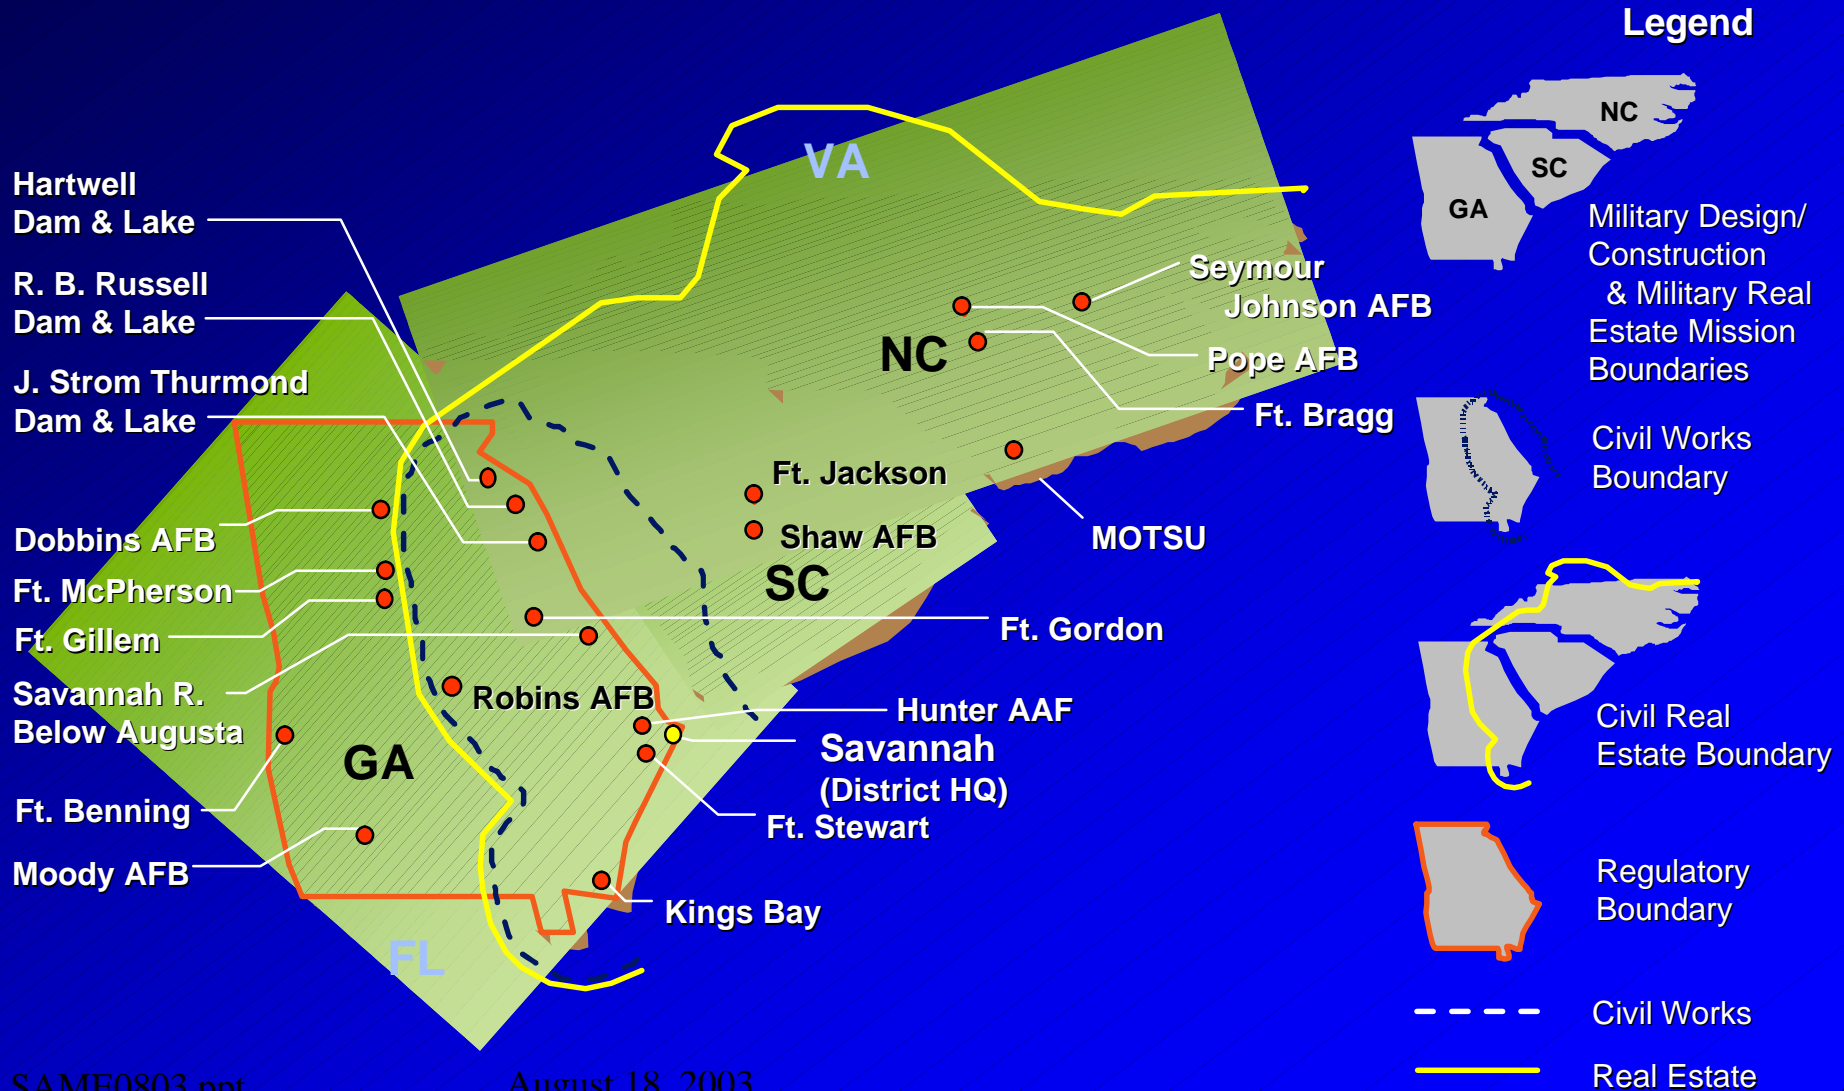 Legend
NC
SC
GA
Military Design/
Construction
& Military Real
Estate Mission
Boundaries
Civil Works
Boundary
Civil Real
Estate Boundary
Regulatory
Boundary
Civil Works
Real Estate
VA
Hartwell
Dam & Lake
R. B. Russell
Dam & Lake
J. Strom Thurmond
Dam & Lake
Dobbins AFB
Ft. McPherson
Ft. Gillem
Savannah R.
Below Augusta
Ft. Benning
Moody AFB
Seymour
Johnson AFB
NC
Pope AFB
Ft. Bragg
Ft. Jackson
Shaw AFB
MOTSU
SC
Ft. Gordon
Robins AFB
Hunter AAF
Savannah
(District HQ)
GA
Ft. Stewart
Kings Bay
FL
SAME0803.ppt
August 18, 2003